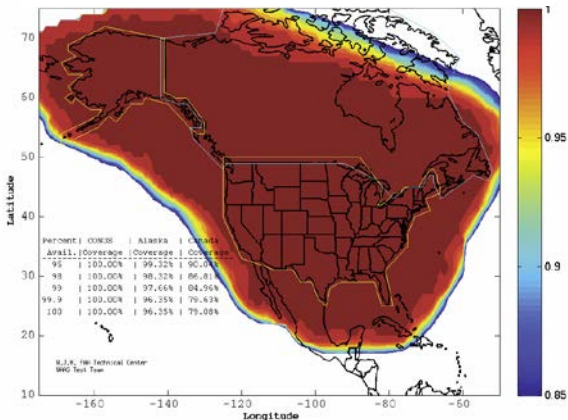 70
60
50
40
30
20
10
Latitude
Percent| CONUS | Alaska | Canada
Avail.|Coverage|Coverage|Coverage
95 | 100.00%| 99.32%|
98 | 100.00%| 98.32%| 86.81%
99 | 100.00%| 97.66%| 84.96%
99.9 | 100.00%| 96.35%| 79.63%
100 | 100.00%| 96.35%| 79.08%
W.J.H. FAA Technical Center
WAAS Test Team
-160
-140
-120
-100
-80
-60
Longitude
1
0.95
0.9
0.85